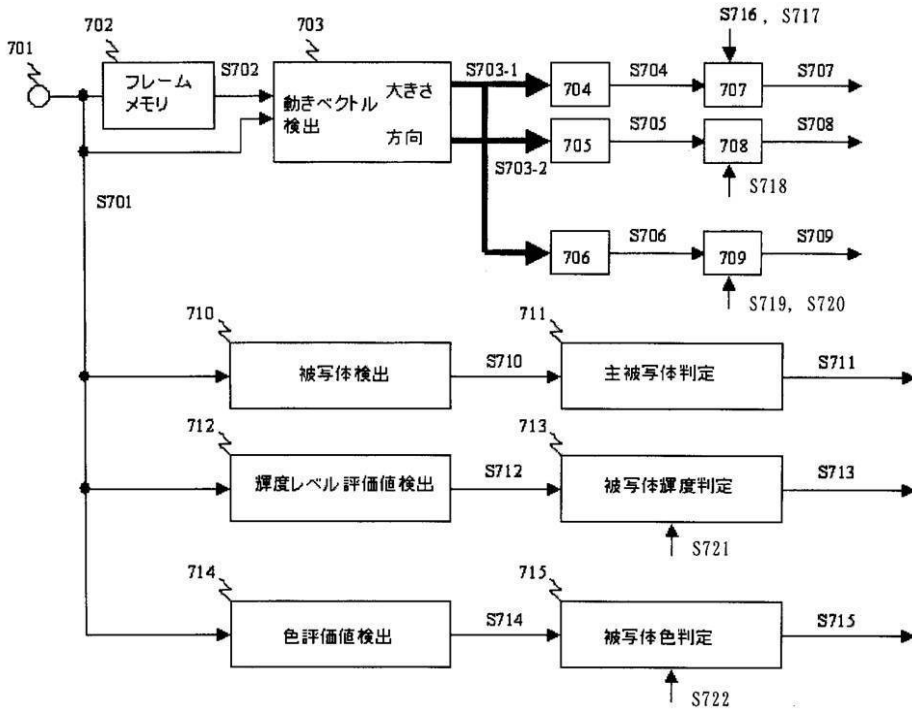 701
702
フレーム
メモリ
S702
703
動きベクトル
検出
大きさ
方向
S703-1
S703-2
704
S704
S716, S717
707
S707
705
S705
708
S708
S718
706
S706
709
S709
S719, S720
S701
710
被写体検出
S710
711
主被写体判定
S711
712
輝度レベル評価値検出
S712
713
被写体輝度判定
S713
S721
714
色評価値検出
S714
715
被写体色判定
S715
S722